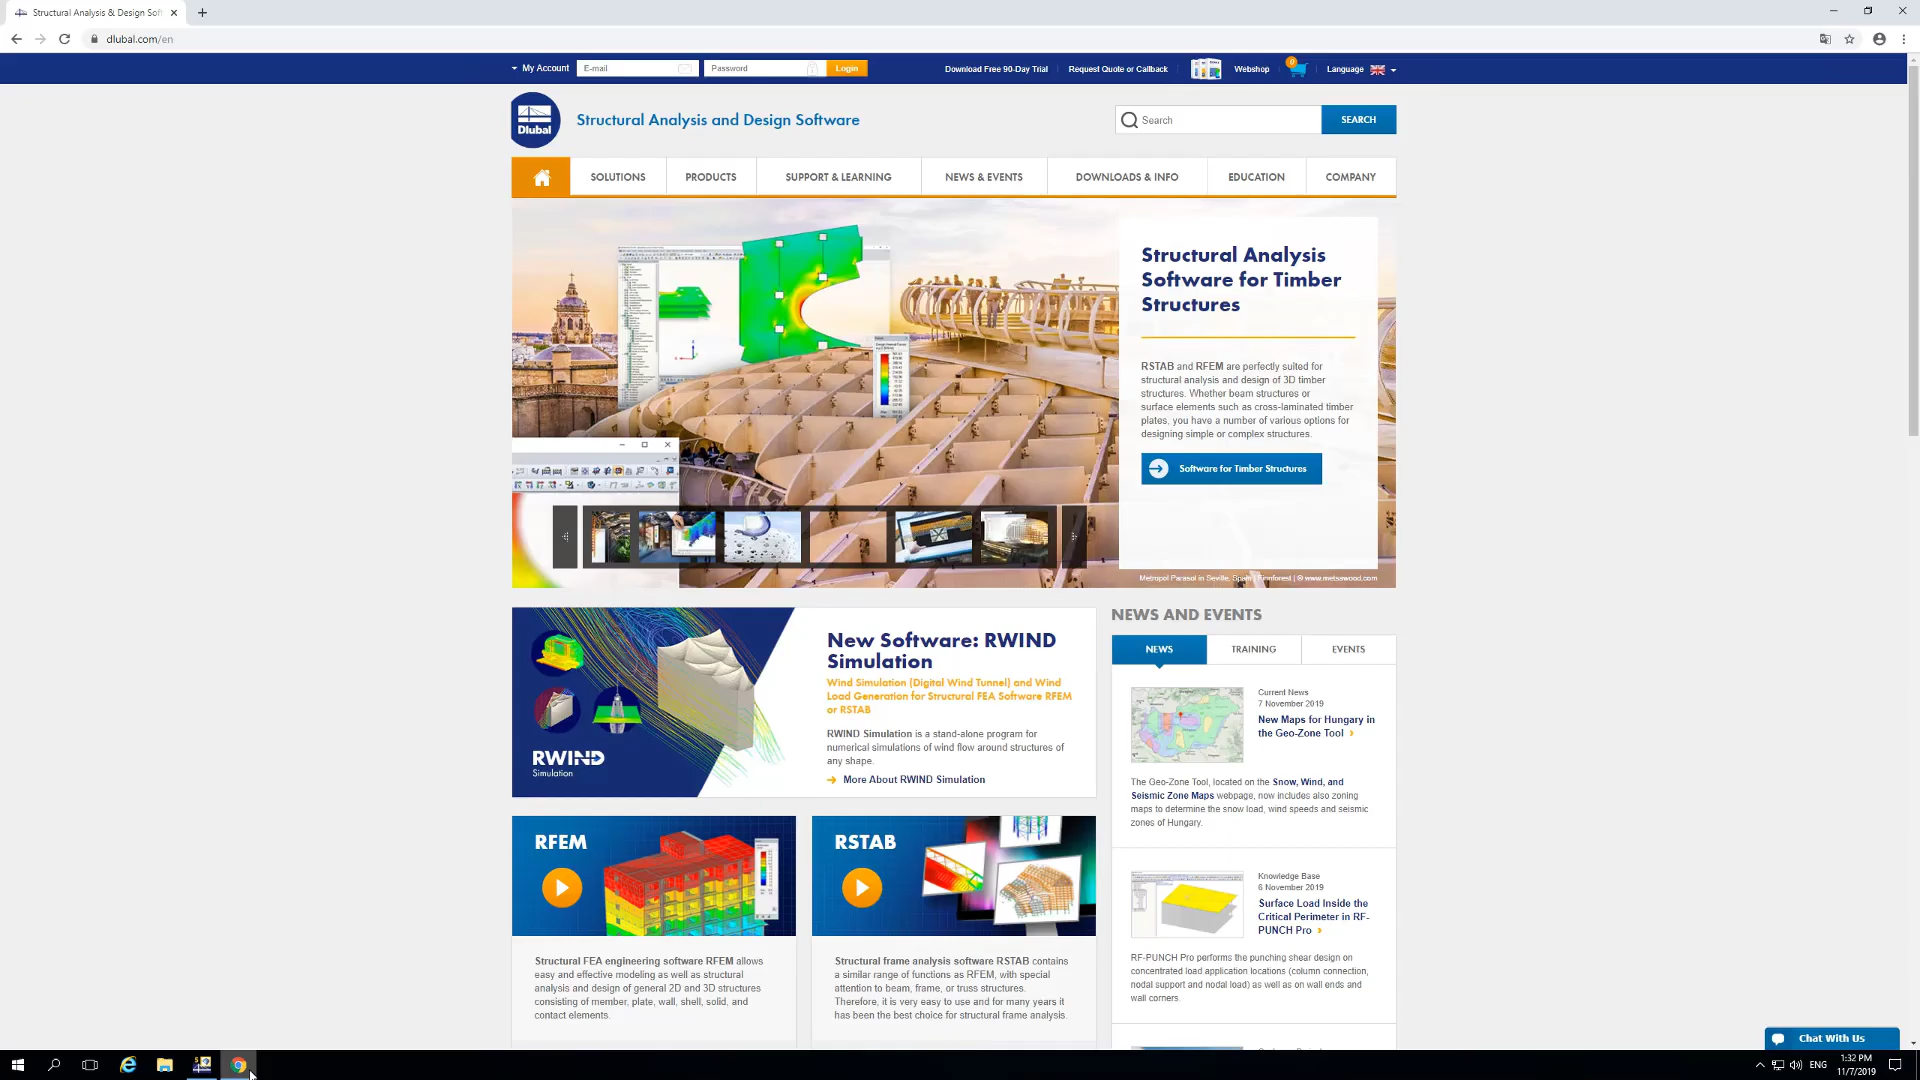 Structural Analysis & Design Soft
dlubal.com/en
My Account
E-mail
Password
Login
Download Free 90-Day Trial
Request Quote or Callback
Webshop
0
Language
Dlubal
Structural Analysis and Design Software
Search
SEARCH
SOLUTIONS
PRODUCTS
SUPPORT & LEARNING
NEWS & EVENTS
DOWNLOADS & INFO
EDUCATION
COMPANY
Structural Analysis
Software for Timber
Structures
RSTAB and RFEM are perfectly suited for
structural analysis and design of 3D timber
structures. Whether beam structures or
surface elements such as cross-laminated timber
plates, you have a number of various options for
designing simple or complex structures.
Software for Timber Structures
Metropol Parasol in Seville, Spain | Finnforest | © www.metsawood.com
New Software: RWIND
Simulation
Wind Simulation (Digital Wind Tunnel) and Wind
Load Generation for Structural FEA Software RFEM
or RSTAB
RWIND Simulation is a stand-alone program for
numerical simulations of wind flow around structures of
any shape.
More About RWIND Simulation
RWIND
Simulation
RFEM
Structural FEA engineering software RFEM allows
easy and effective modeling as well as structural
analysis and design of general 2D and 3D structures
consisting of member, plate, wall, shell, solid, and
contact elements.
RSTAB
Structural frame analysis software RSTAB contains
a similar range of functions as RFEM, with special
attention to beam, frame, or truss structures.
Therefore, it is very easy to use and for many years it
has been the best choice for structural frame analysis.
NEWS AND EVENTS
NEWS
TRAINING
EVENTS
Current News
7 November 2019
New Maps for Hungary in
the Geo-Zone Tool
The Geo-Zone Tool, located on the Snow, Wind, and
Seismic Zone Maps webpage, now includes also zoning
maps to determine the snow load, wind speeds and seismic
zones of Hungary.
Knowledge Base
6 November 2019
Surface Load Inside the
Critical Perimeter in RF-
PUNCH Pro
RF-PUNCH Pro performs the punching shear design on
concentrated load application locations (column connection,
nodal support and nodal load) as well as on wall ends and
wall corners.
Chat With Us
ENG
1:32 PM
11/7/2019